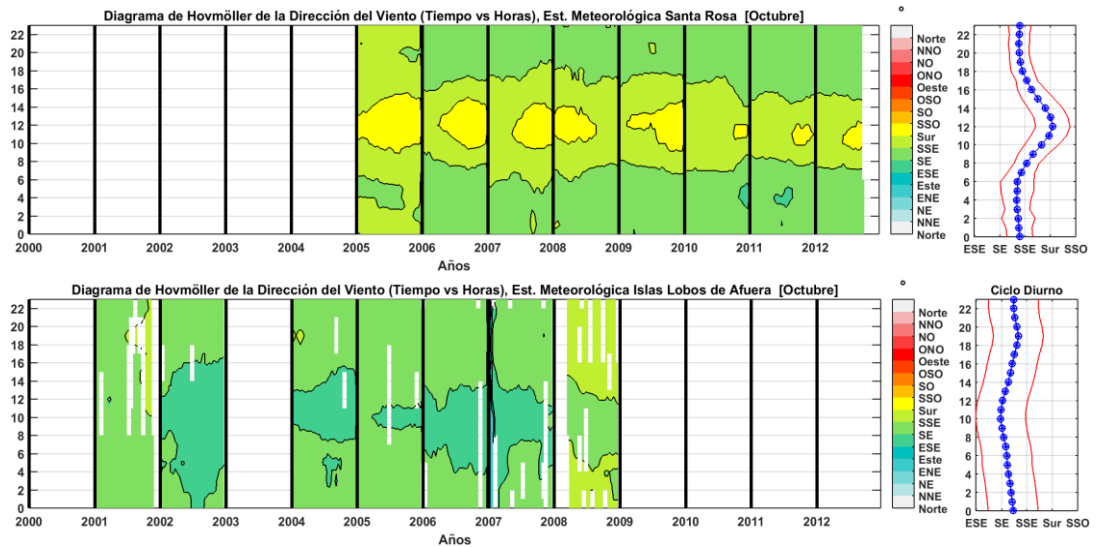 Diagrama de Hovmöller de la Dirección del Viento (Tiempo vs Horas), Est. Meteorológica Santa Rosa [Octubre]
22
20
18
16
14
12
10
8
6
4
2
0
2000 2001 2002 2003 2004 2005 2006 2007 2008 2009 2010 2011 2012
Años
°
Norte
NNO
NO
ONO
Oeste
OSO
SO
SSO
Sur
SSE
SE
ESE
Este
ENE
NE
NNE
Norte
22
20
18
16
14
12
10
8
6
4
2
0
ESE SE SSE Sur SSO
Diagrama de Hovmöller de la Dirección del Viento (Tiempo vs Horas), Est. Meteorológica Islas Lobos de Afuera [Octubre]
22
20
18
16
14
12
10
8
6
4
2
0
2000 2001 2002 2003 2004 2005 2006 2007 2008 2009 2010 2011 2012
Años
°
Norte
NNO
NO
ONO
Oeste
OSO
SO
SSO
Sur
SSE
SE
ESE
Este
ENE
NE
NNE
Norte
Ciclo Diurno
22
20
18
16
14
12
10
8
6
4
2
0
ESE SE SSE Sur SSO